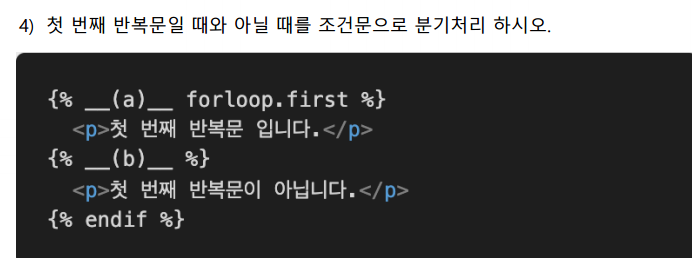 4) 첫 번째 반복문일 때와 아닐 때를 조건문으로 분기처리 하시오.
{% __(a)__ forloop.first %}
<p>첫 번째 반복문 입니다.</p>
{% __(b)__ %}
<p>첫 번째 반복문이 아닙니다.</p>
{% endif %}